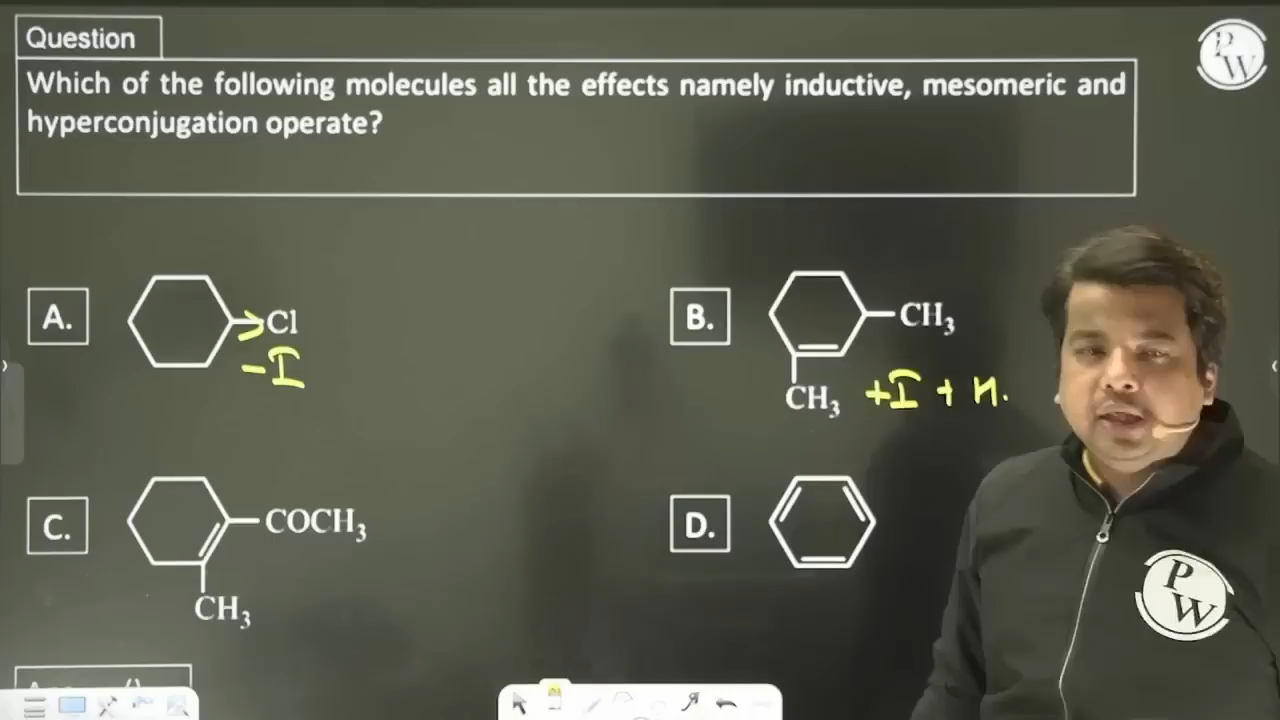 Question
P
W
Which of the following molecules all the effects namely inductive, mesomeric and
hyperconjugation operate?
A.
Cl
-I
B.
CH3
CH3
+I + H.
C.
COCH3
CH3
D.
P
W